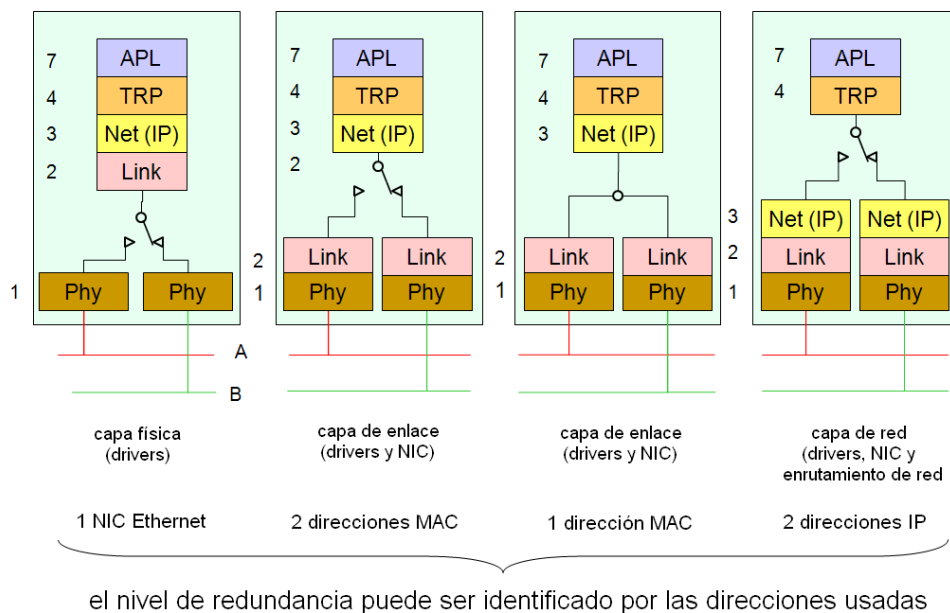 7
APL
4
TRP
3
Net (IP)
2
Link
1
Phy
Phy
7
APL
4
TRP
3
Net (IP)
2
2
Link
Link
1
Phy
Phy
7
APL
4
TRP
3
Net (IP)
2
Link
Link
1
Phy
Phy
7
APL
4
TRP
3
Net (IP)
Net (IP)
2
Link
Link
1
Phy
Phy
A
B
capa física
(drivers)
capa de enlace
(drivers y NIC)
capa de enlace
(drivers y NIC)
capa de red
(drivers, NIC y
enrutamiento de red
1 NIC Ethernet
2 direcciones MAC
1 dirección MAC
2 direcciones IP
el nivel de redundancia puede ser identificado por las direcciones usadas